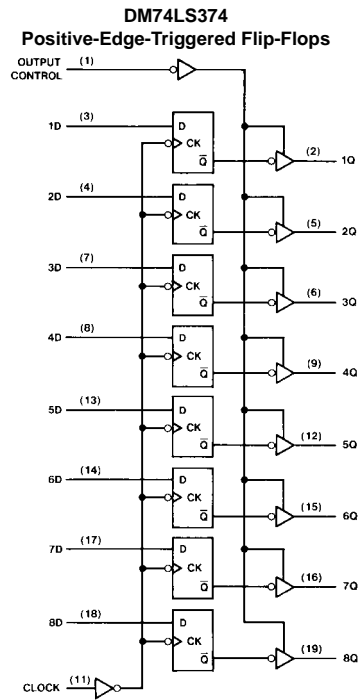 DM74LS374
Positive-Edge-Triggered Flip-Flops
OUTPUT (1)
CONTROL
1D (3) D
CK
Q̅ (2) 1Q
2D (4) D
CK
Q̅ (5) 2Q
3D (7) D
CK
Q̅ (6) 3Q
4D (8) D
CK
Q̅ (9) 4Q
5D (13) D
CK
Q̅ (12) 5Q
6D (14) D
CK
Q̅ (15) 6Q
7D (17) D
CK
Q̅ (16) 7Q
8D (18) D
CK
Q̅ (19) 8Q
CLOCK (11)